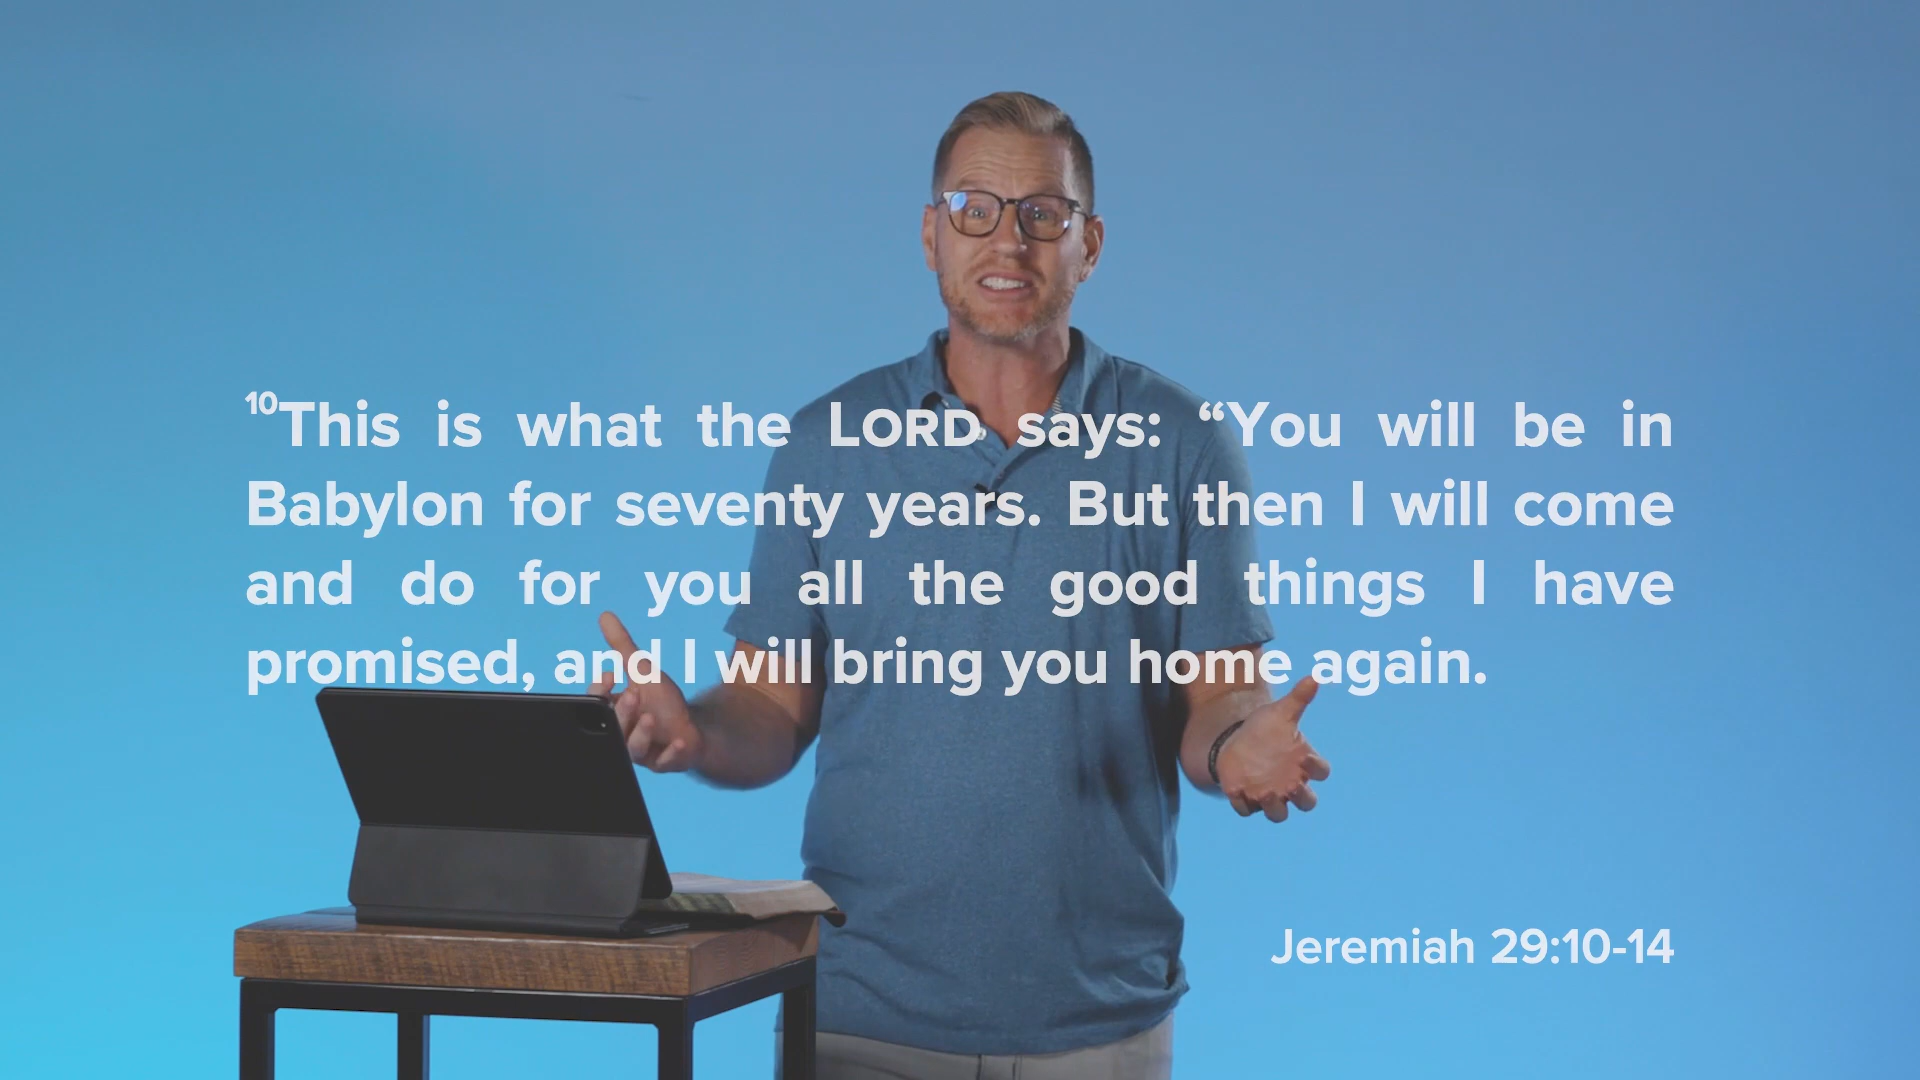 ¹⁰This is what the LORD says: “You will be in
Babylon for seventy years. But then I will come
and do for you all the good things I have
promised, and I will bring you home again.
Jeremiah 29:10-14